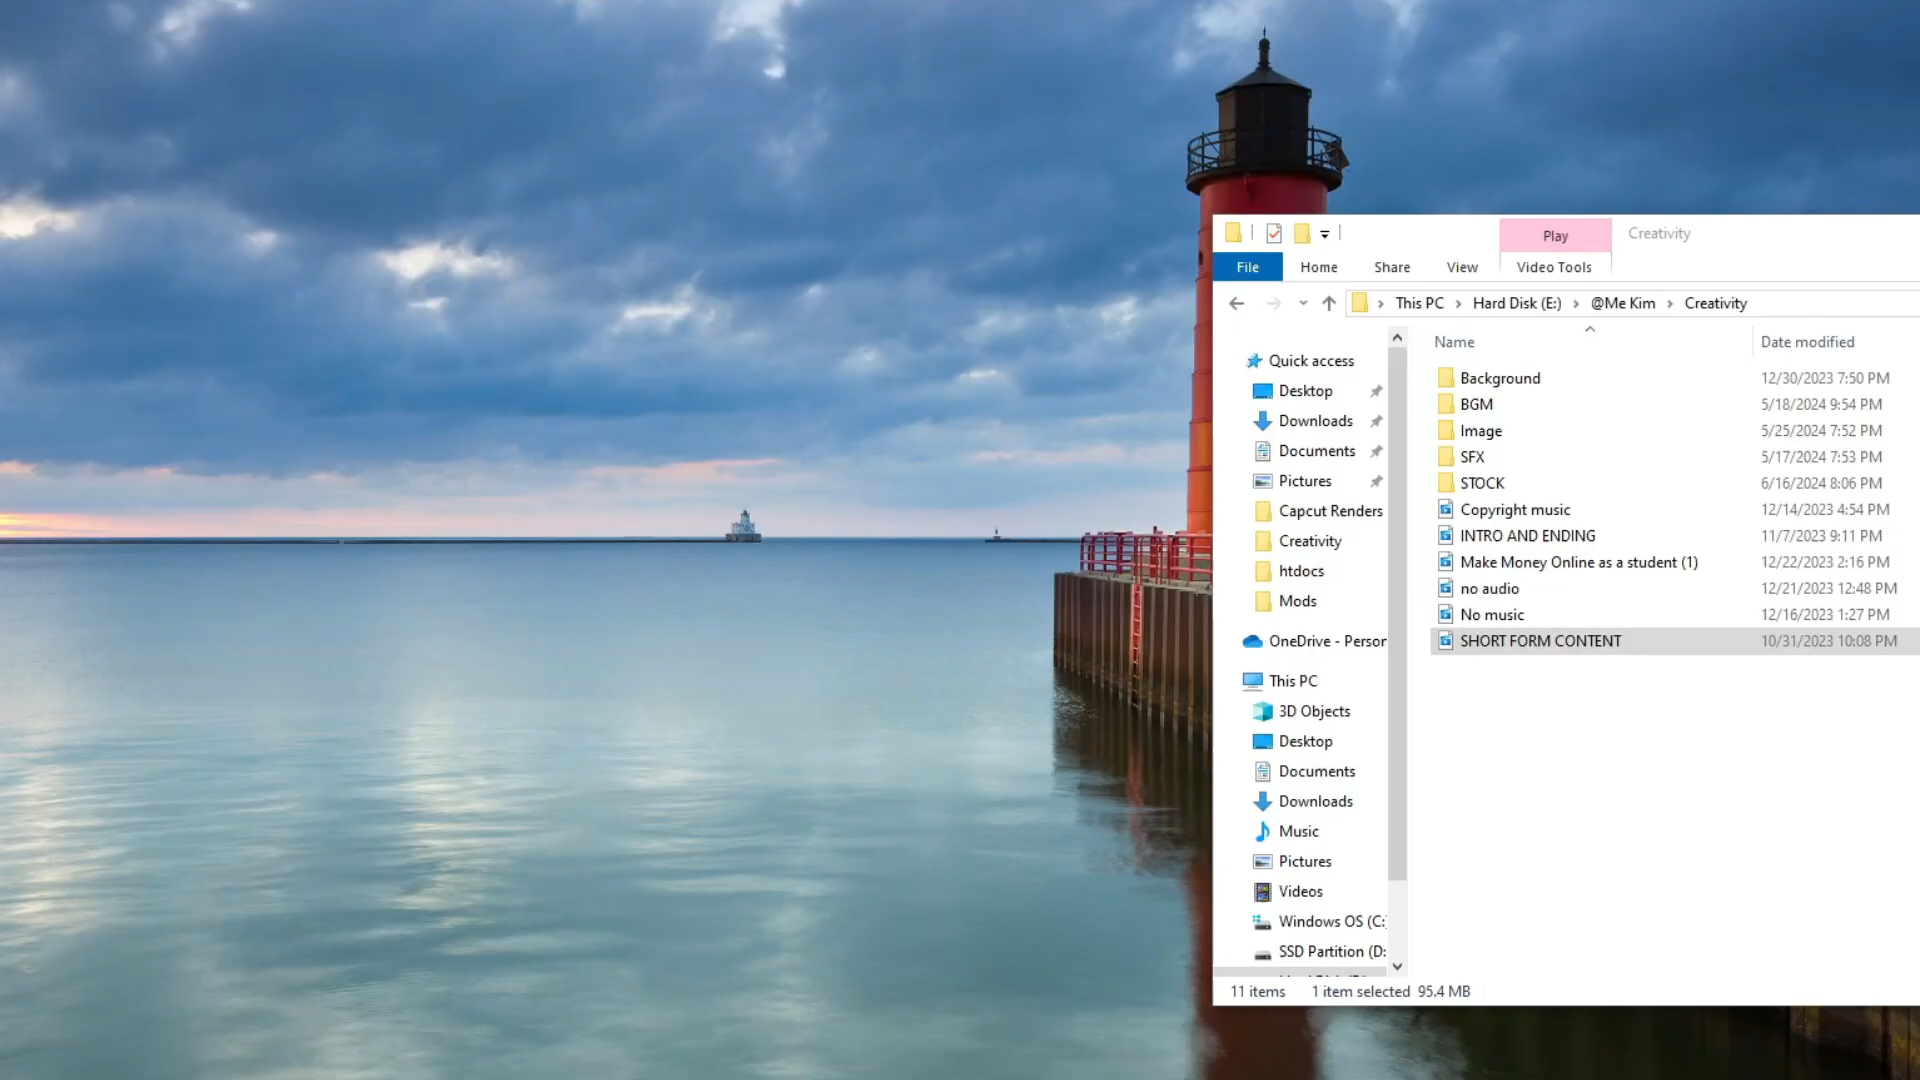 Play
Creativity
File
Home
Share
View
Video Tools
This PC
Hard Disk (E:)
@Me Kim
Creativity
Name
Date modified
Quick access
Desktop
Downloads
Documents
Pictures
Capcut Renders
Creativity
htdocs
Mods
OneDrive - Person
This PC
3D Objects
Desktop
Documents
Downloads
Music
Pictures
Videos
Windows OS (C:)
SSD Partition (D:
Background 12/30/2023 7:50 PM
BGM 5/18/2024 9:54 PM
Image 5/25/2024 7:52 PM
SFX 5/17/2024 7:53 PM
STOCK 6/16/2024 8:06 PM
Copyright music 12/14/2023 4:54 PM
INTRO AND ENDING 11/7/2023 9:11 PM
Make Money Online as a student (1) 12/22/2023 2:16 PM
no audio 12/21/2023 12:48 PM
No music 12/16/2023 1:27 PM
SHORT FORM CONTENT 10/31/2023 10:08 PM
11 items 1 item selected 95.4 MB